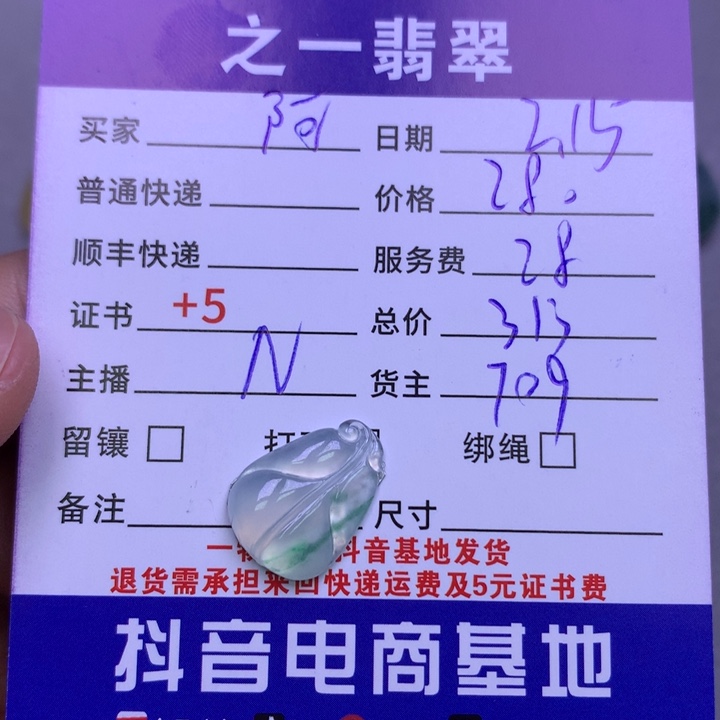 之一翡翠
买家 阿 日期 2.15
普通快递 价格 280
顺丰快递 服务费 28
证书 +5 总价 313
主播 N 货主 709
留镶 打 绑绳
备注 尺寸
一 抖音基地发货
退货需承担来回快递运费及5元证书费
抖音电商基地